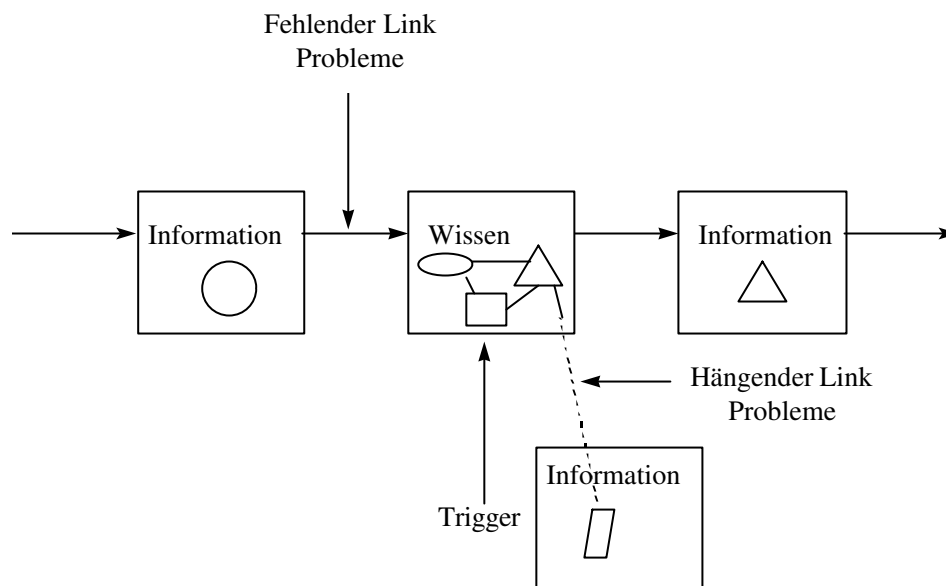 Fehlender Link
Probleme
Information
Wissen
Information
Hängender Link
Probleme
Information
Trigger